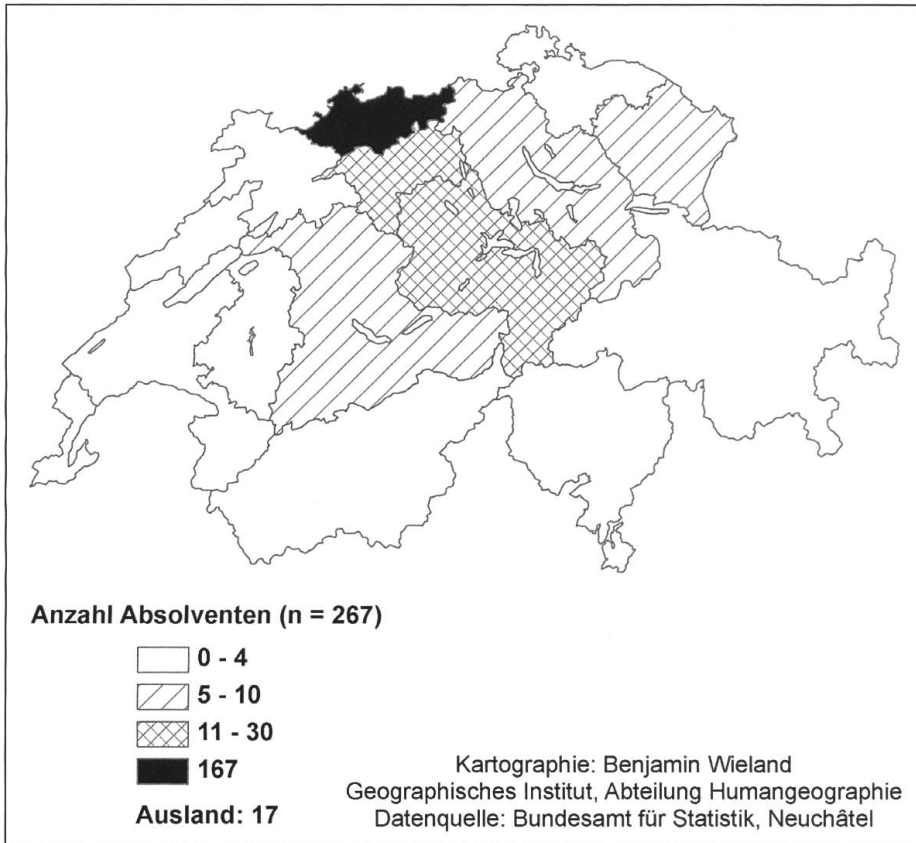 Anzahl Absolventen (n = 267)
0 - 4
5 - 10
11 - 30
167
Ausland: 17
Kartographie: Benjamin Wieland
Geographisches Institut, Abteilung Humangeographie
Datenquelle: Bundesamt für Statistik, Neuchâtel